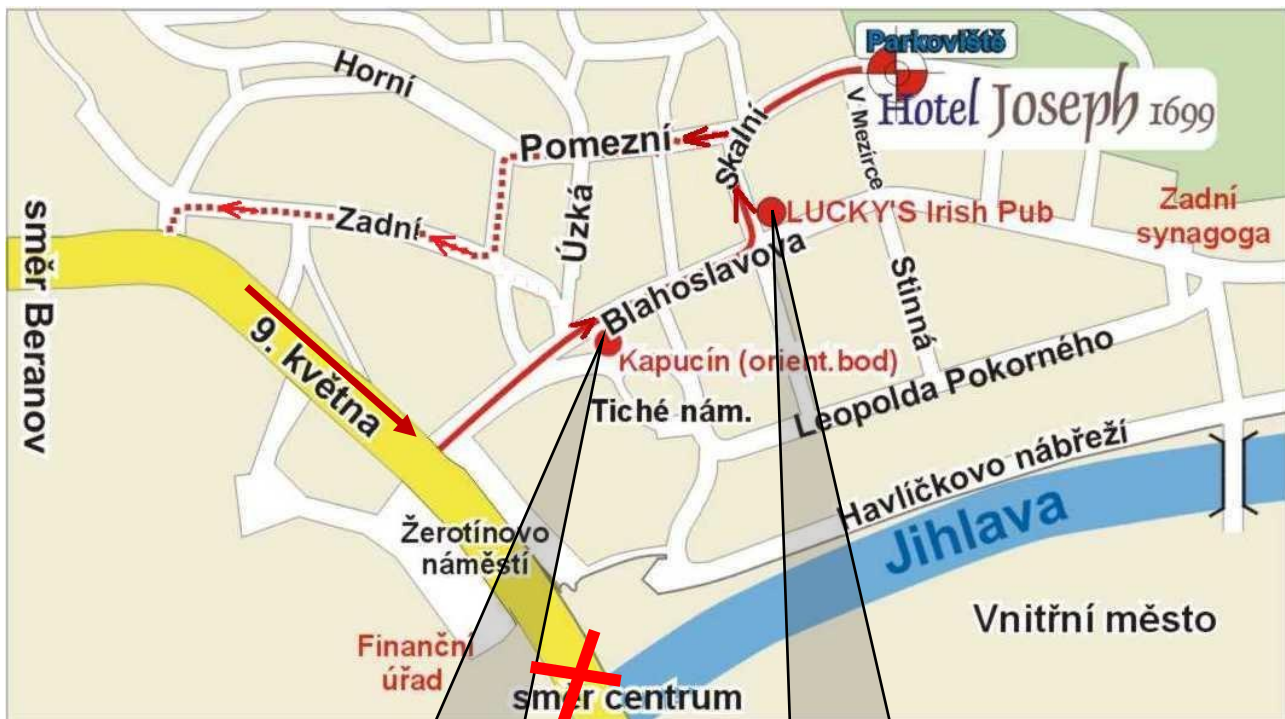 Parkoviště
Hotel Joseph 1699
Horní
Pomezní
Skalní
V Mezírce
směr Beranov
Zadní
Úzká
LUCKY'S Irish Pub
Zadní
synagoga
Blahoslavova
Stinná
9. května
Kapucín (orient.bod)
Tiché nám.
Leopolda Pokorného
Havlíčkovo nábřeží
Jihlava
Žerotínovo
náměstí
Vnitřní město
Finanční
úřad
směr centrum